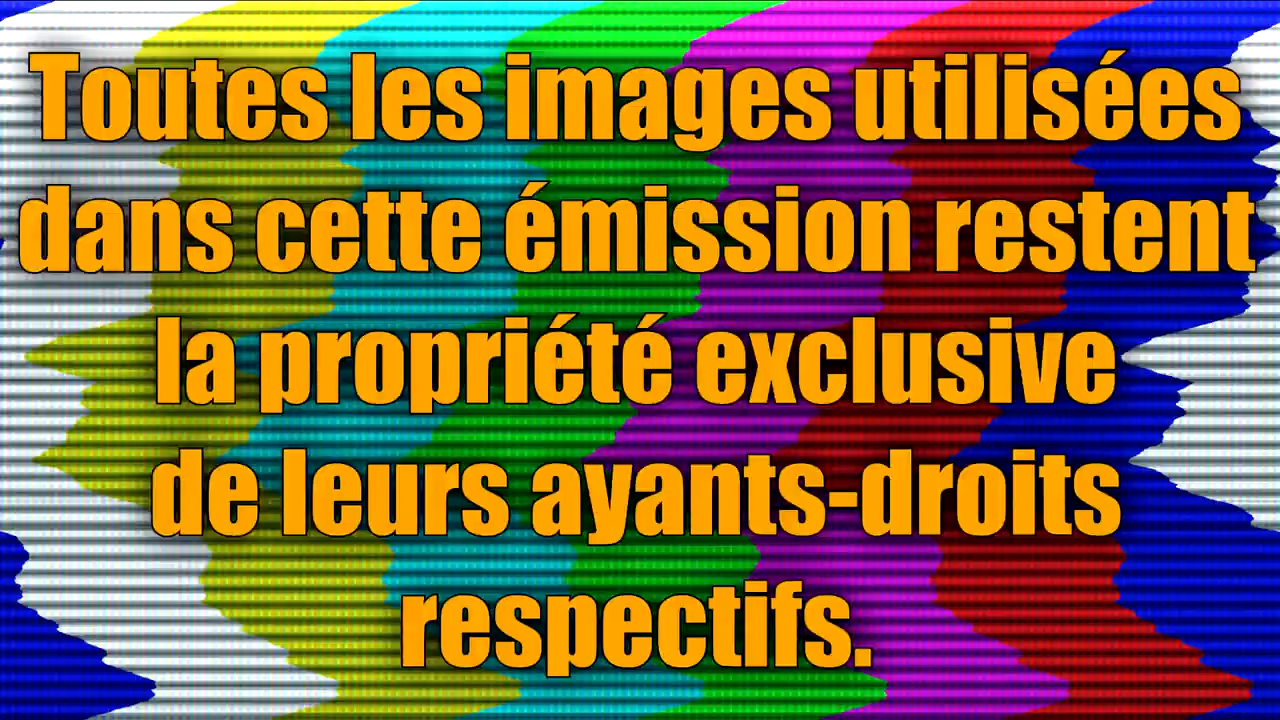 Toutes les images utilisées
dans cette émission restent
la propriété exclusive
de leurs ayants-droits
respectifs.